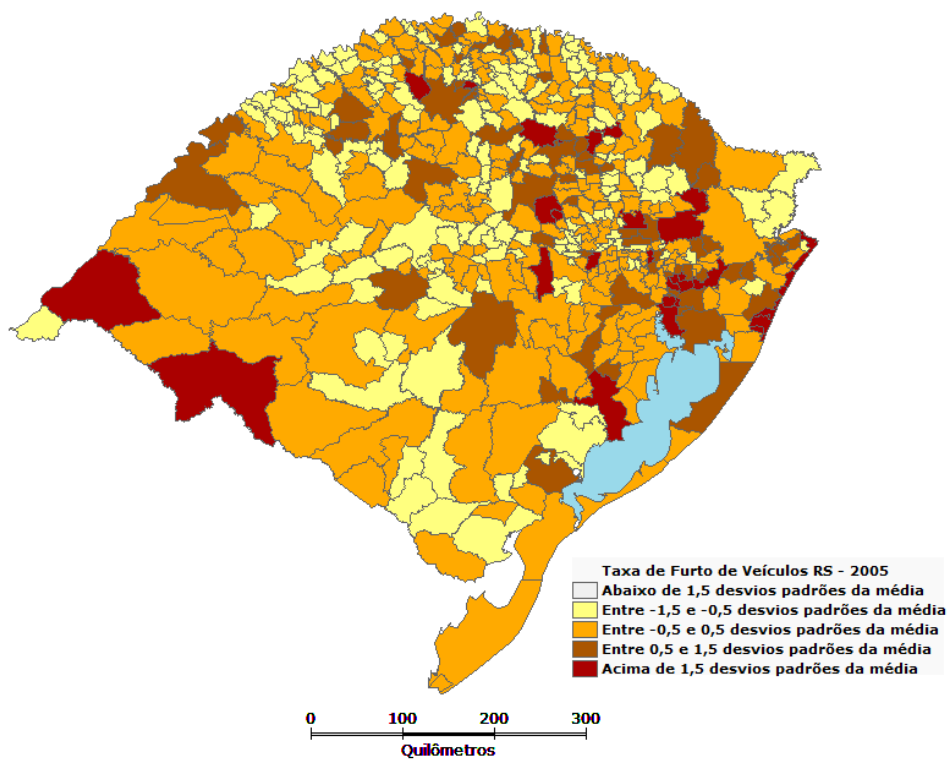 Taxa de Furto de Veículos RS - 2005
Abaixo de 1,5 desvios padrões da média
Entre -1,5 e -0,5 desvios padrões da média
Entre -0,5 e 0,5 desvios padrões da média
Entre 0,5 e 1,5 desvios padrões da média
Acima de 1,5 desvios padrões da média
0 100 200 300
Quilômetros